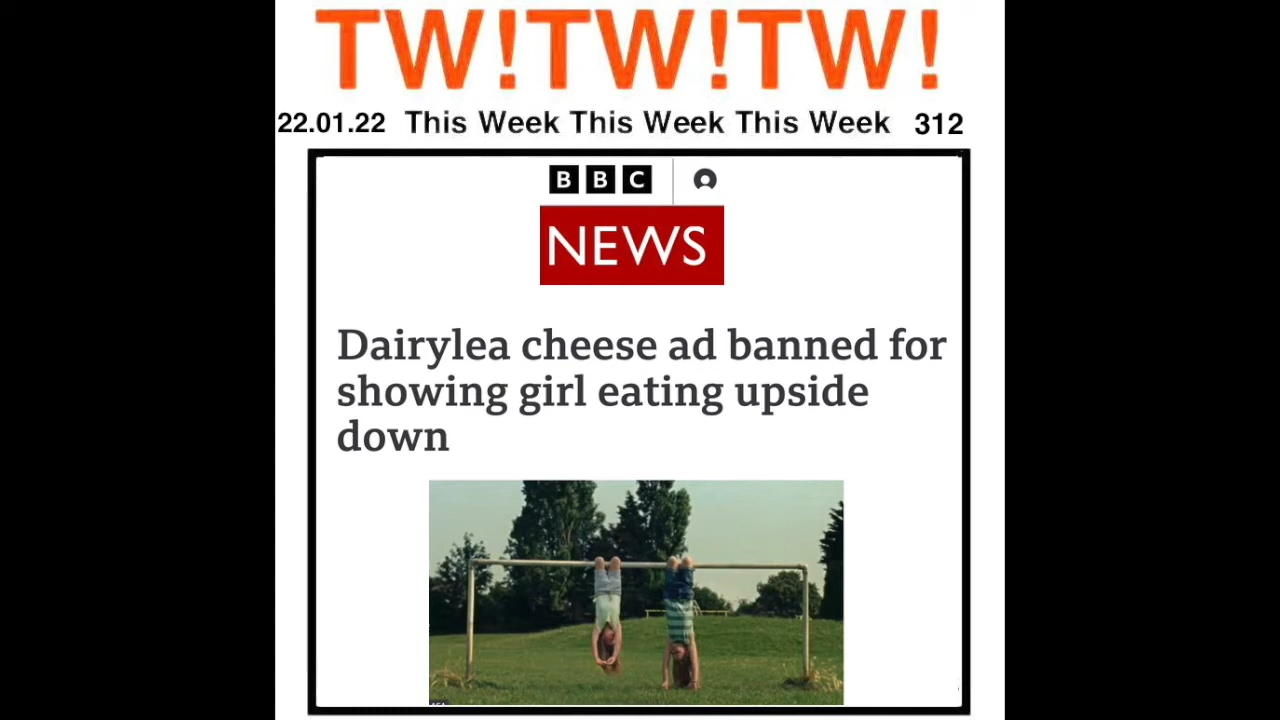 TW!TW!TW!
22.01.22 This Week This Week This Week 312
BBC
NEWS
Dairylea cheese ad banned for
showing girl eating upside
down